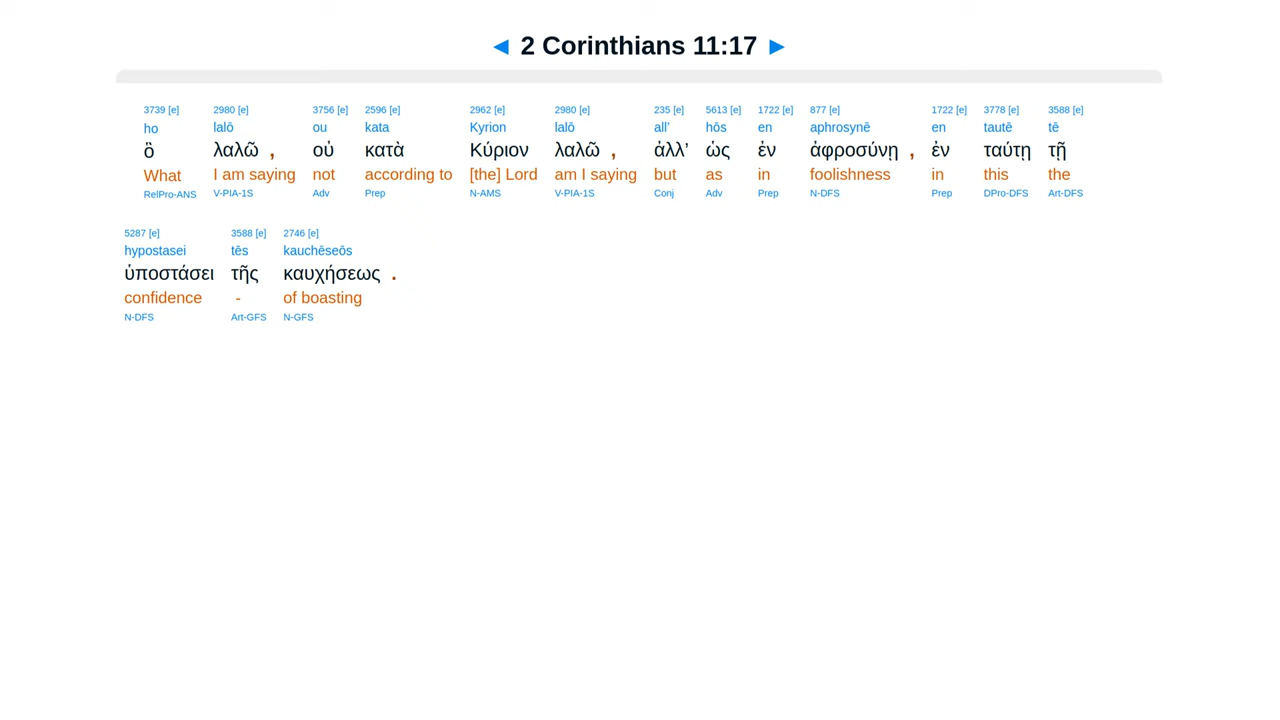 ◄ 2 Corinthians 11:17 ►
3739 [e] 2980 [e] 3756 [e] 2596 [e] 2962 [e] 2980 [e] 235 [e] 5613 [e] 1722 [e] 877 [e] 1722 [e] 3778 [e] 3588 [e]
ho lalō ou kata Kyrion lalō all’ hōs en aphrosynē en tautē tē
ὃ λαλῶ , οὐ κατὰ Κύριον λαλῶ , ἀλλ’ ὡς ἐν ἀφροσύνῃ , ἐν ταύτῃ τῇ
What I am saying not according to [the] Lord am I saying but as in foolishness in this the
RelPro-ANS V-PIA-1S Adv Prep N-AMS V-PIA-1S Conj Adv Prep N-DFS Prep DPro-DFS Art-DFS
5287 [e] 3588 [e] 2746 [e]
hypostasei tēs kauchēseōs
ὑποστάσει τῆς καυχήσεως .
confidence - of boasting
N-DFS Art-GFS N-GFS